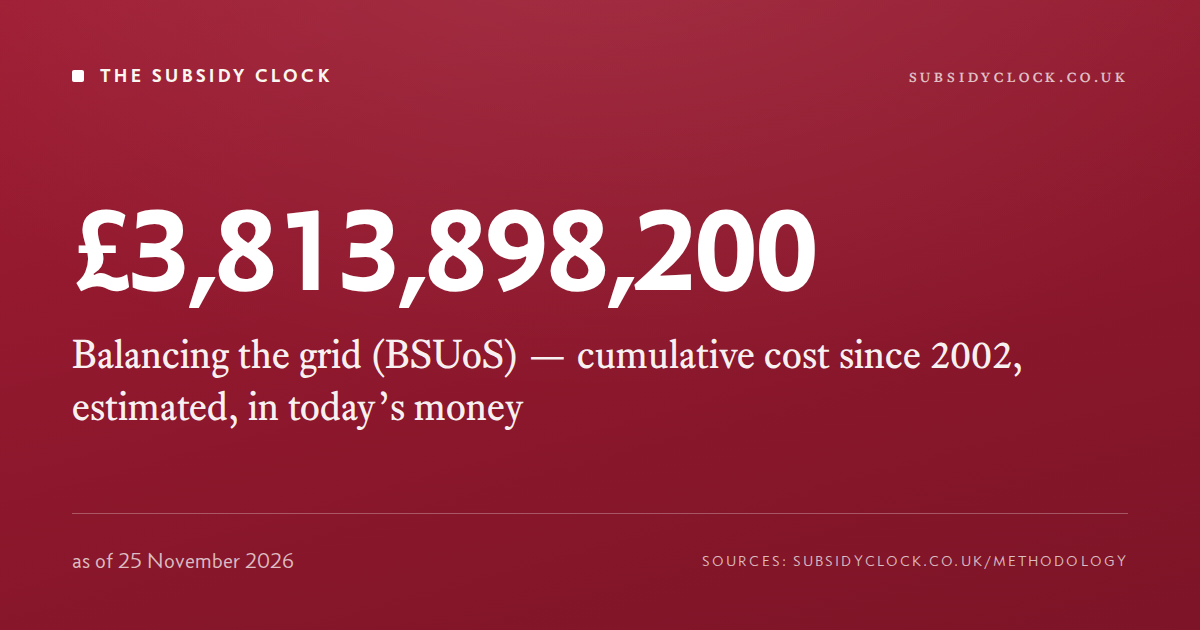 THE SUBSIDY CLOCK
SUBSIDYCLOCK.CO.UK
£3,813,898,200
Balancing the grid (BSUoS) — cumulative cost since 2002,
estimated, in today’s money
as of 25 November 2026
SOURCES: SUBSIDYCLOCK.CO.UK/METHODOLOGY